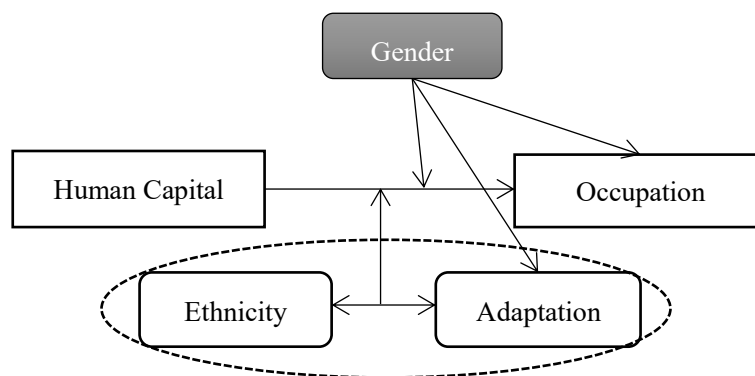 Gender
Human Capital
Occupation
Ethnicity
Adaptation